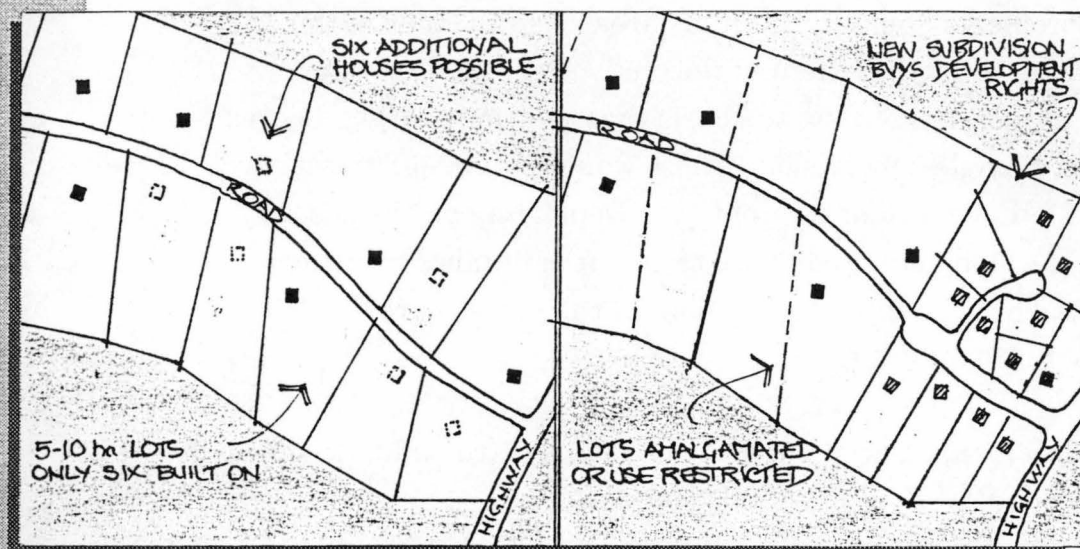 SIX ADDITIONAL
HOUSES POSSIBLE
ROAD
5-10 ha LOTS
ONLY SIX BUILT ON
HIGHWAY
NEW SUBDIVISION
BUYS DEVELOPMENT
RIGHTS
ROAD
LOTS AMALGAMATED
OR USE RESTRICTED
HIGHWAY